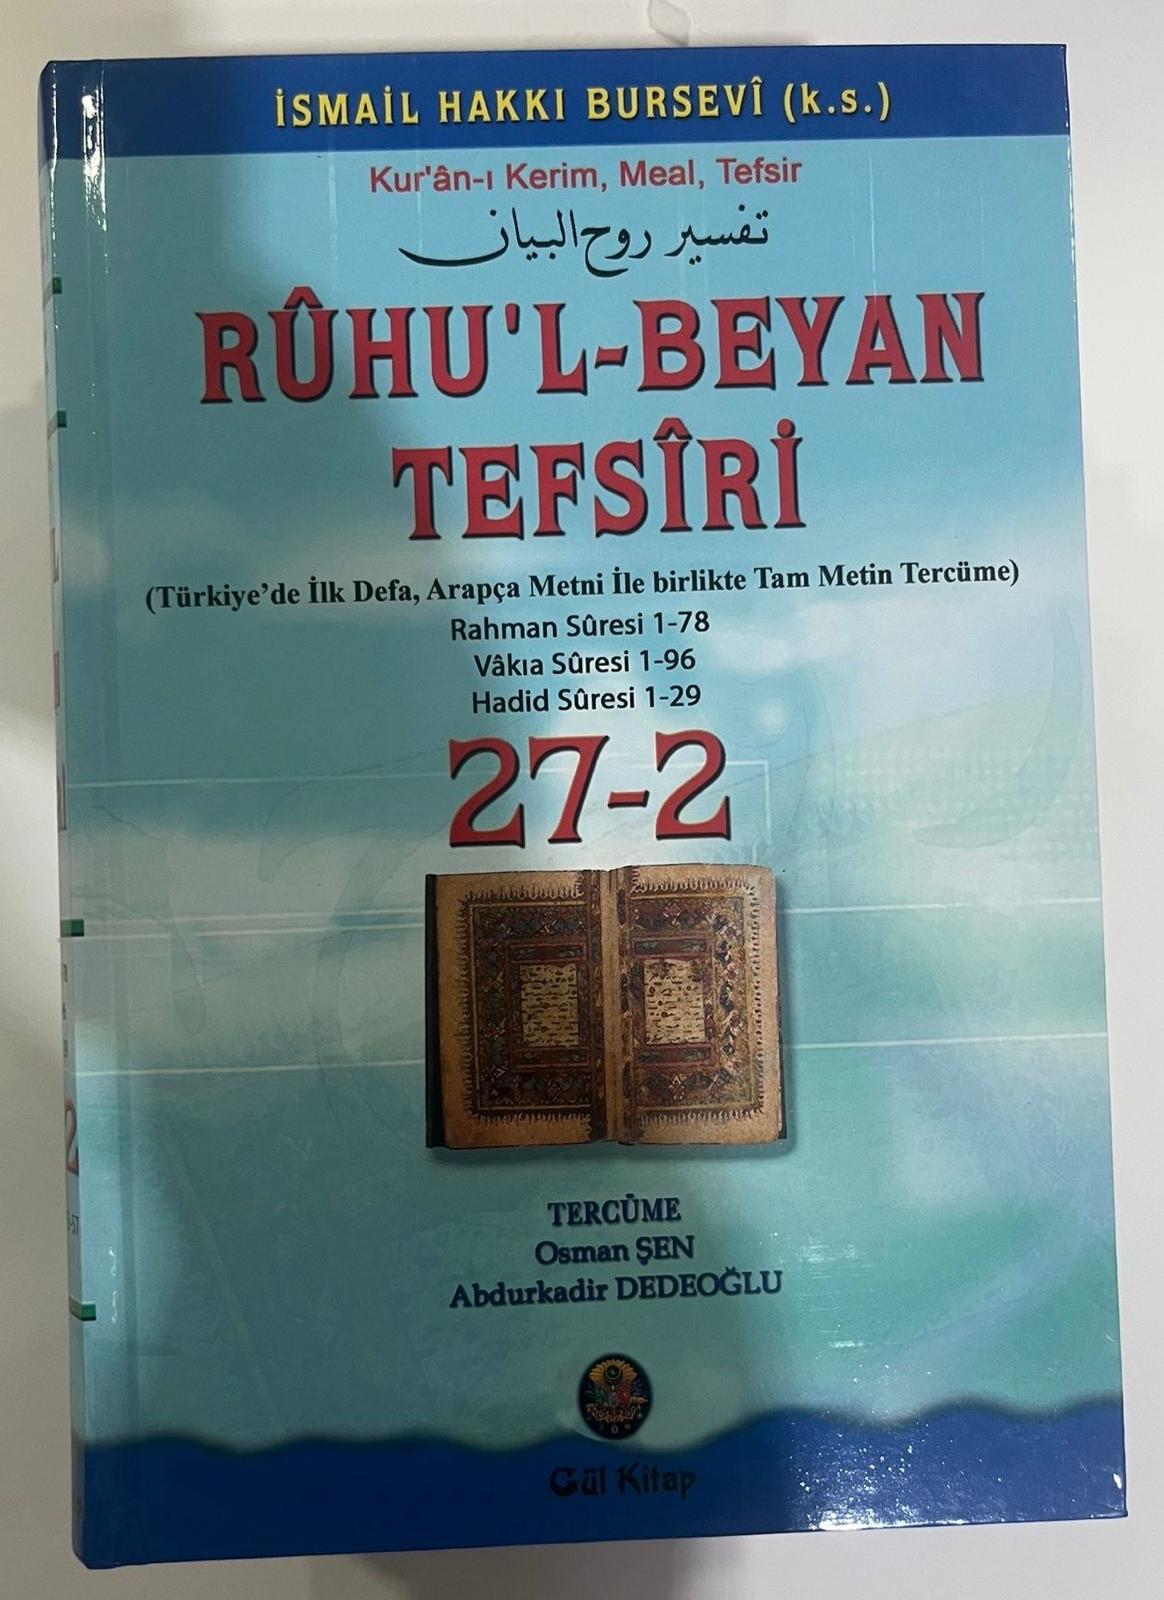 İSMAİL HAKKI BURSEVÎ (k.s.)
Kur'ân-ı Kerim, Meal, Tefsir
تفسير روح البيان
RÛHU'L-BEYAN
TEFSÎRİ
(Türkiye'de İlk Defa, Arapça Metni İle birlikte Tam Metin Tercüme)
Rahman Sûresi 1-78
Vâkıa Sûresi 1-96
Hadid Sûresi 1-29
27-2
TERCÜME
Osman ŞEN
Abdurkadir DEDEOĞLU
Gül Kitap